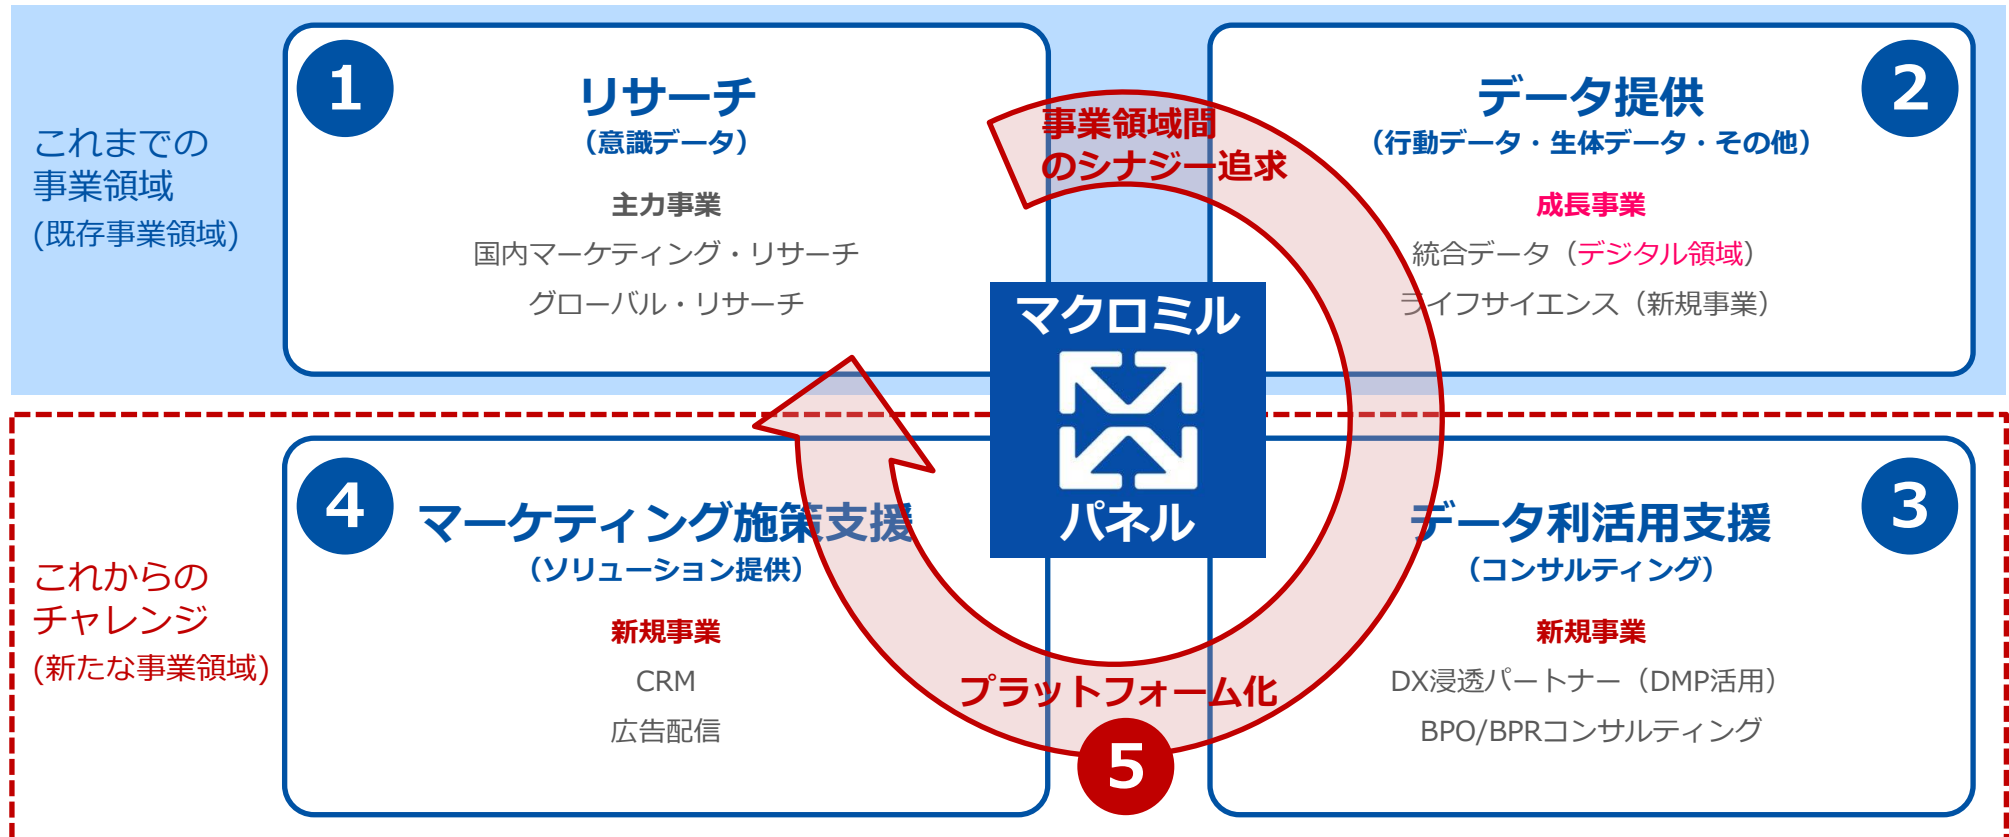 これまでの
事業領域
(既存事業領域)
1
リサーチ
（意識データ）
主力事業
国内マーケティング・リサーチ
グローバル・リサーチ
2
データ提供
（行動データ・生体データ・その他）
成長事業
統合データ（デジタル領域）
ライフサイエンス（新規事業）
事業領域間
のシナジー追求
マクロミル
パネル
これからの
チャレンジ
(新たな事業領域)
4
マーケティング施策支援
（ソリューション提供）
新規事業
CRM
広告配信
3
データ利活用支援
（コンサルティング）
新規事業
DX浸透パートナー（DMP活用）
BPO/BPRコンサルティング
プラットフォーム化
5